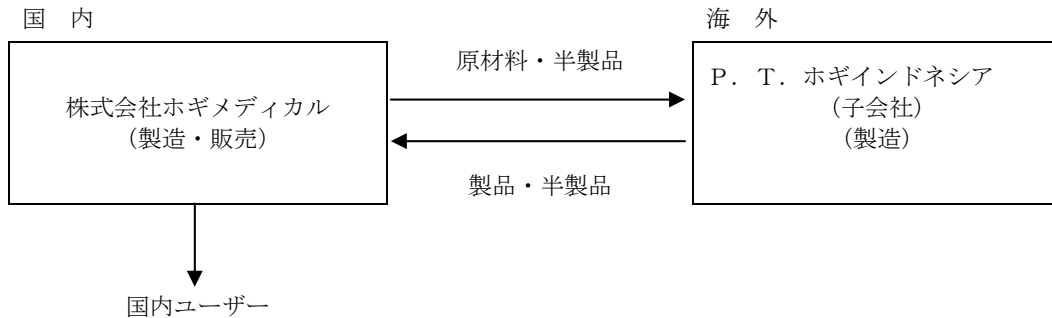 国　内
海　外
原材料・半製品
株式会社ホギメディカル
（製造・販売）
Ｐ．Ｔ．ホギインドネシア
（子会社）
（製造）
製品・半製品
国内ユーザー